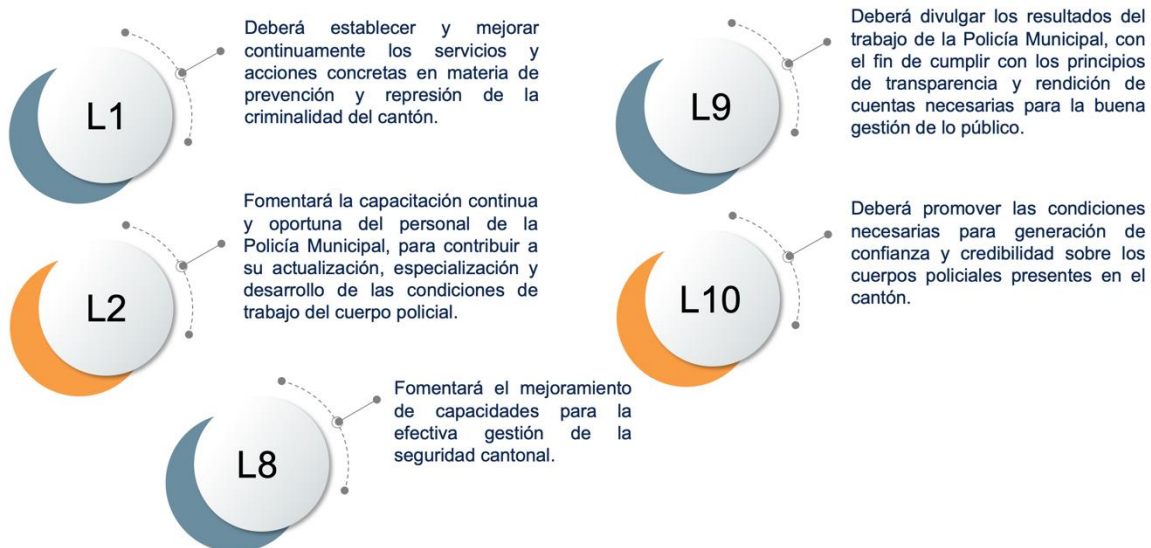 L1
Deberá establecer y mejorar
continuamente los servicios y
acciones concretas en materia de
prevención y represión de la
criminalidad del cantón.
L2
Fomentará la capacitación continua
y oportuna del personal de la
Policía Municipal, para contribuir a
su actualización, especialización y
desarrollo de las condiciones de
trabajo del cuerpo policial.
L8
Fomentará el mejoramiento
de capacidades para la
efectiva gestión de la
seguridad cantonal.
L9
Deberá divulgar los resultados del
trabajo de la Policía Municipal, con
el fin de cumplir con los principios
de transparencia y rendición de
cuentas necesarias para la buena
gestión de lo público.
L10
Deberá promover las condiciones
necesarias para generación de
confianza y credibilidad sobre los
cuerpos policiales presentes en el
cantón.